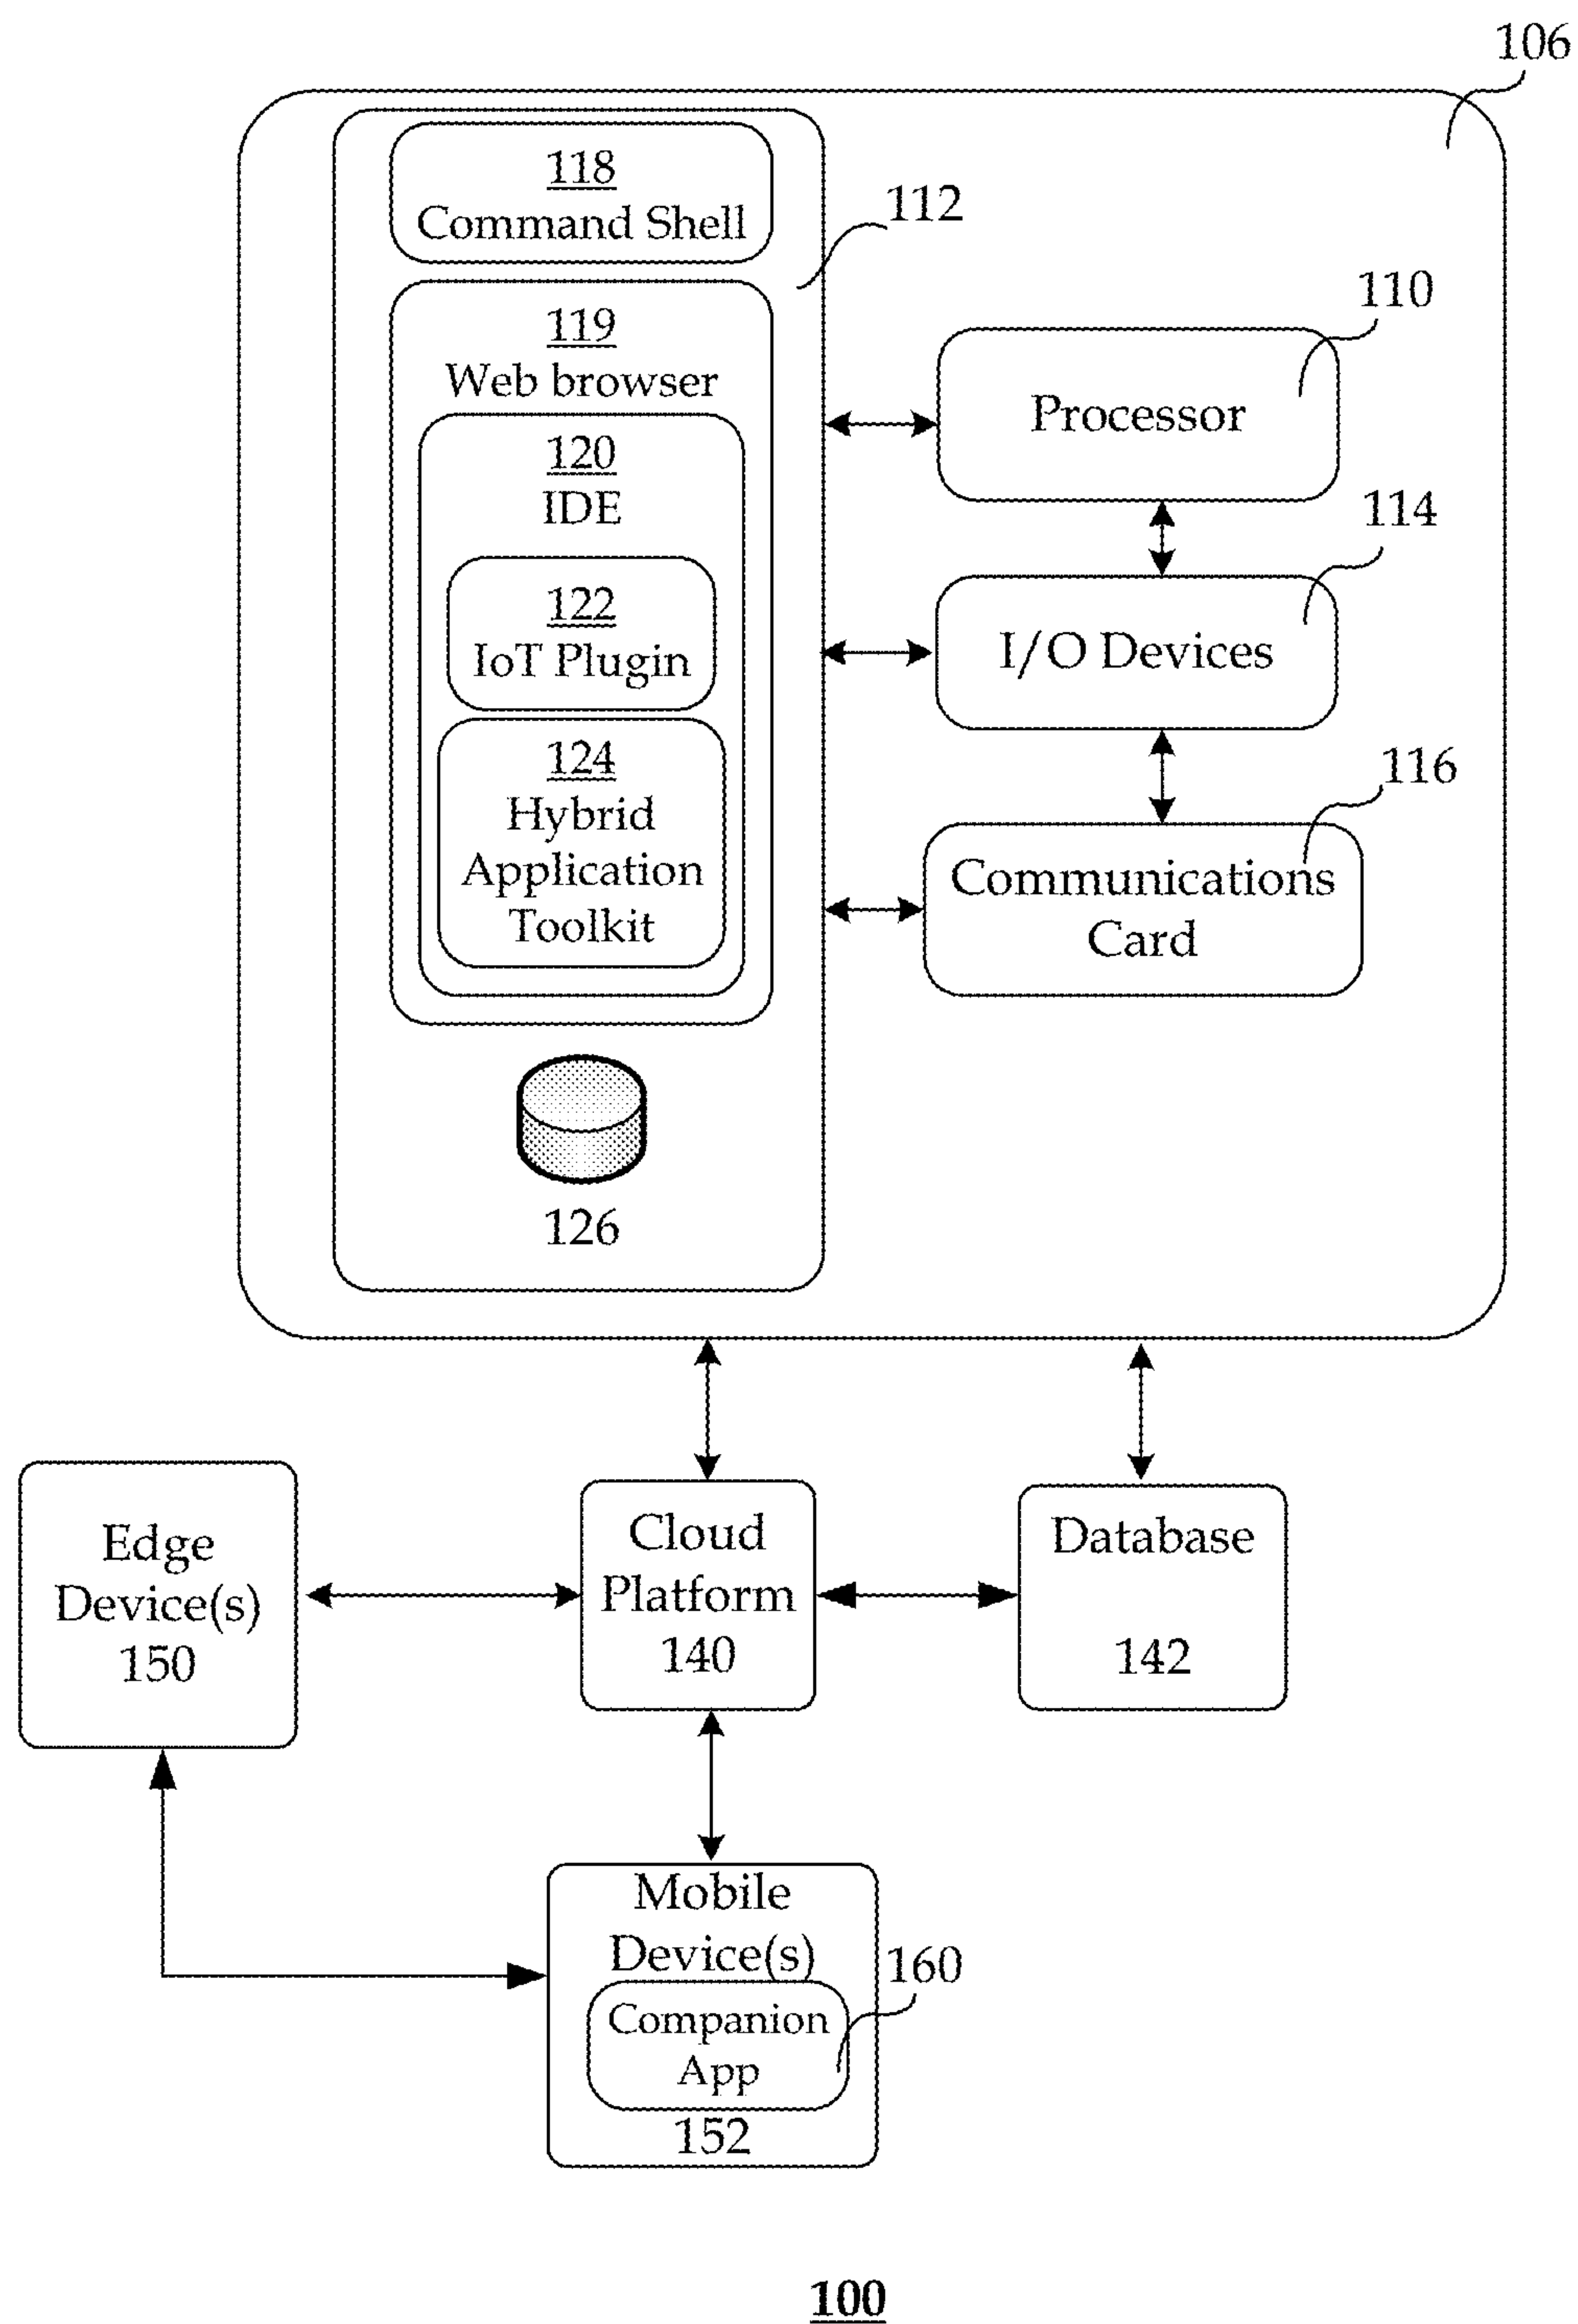 106
118
Command Shell
112
119
Web browser
110
Processor
120
IDE
114
122
IoT Plugin
I/O Devices
124
Hybrid
Application
Toolkit
116
Communications
Card
126
Edge
Device(s)
150
Cloud
Platform
140
Database
142
Mobile
Device(s)
160
Companion
App
152
100